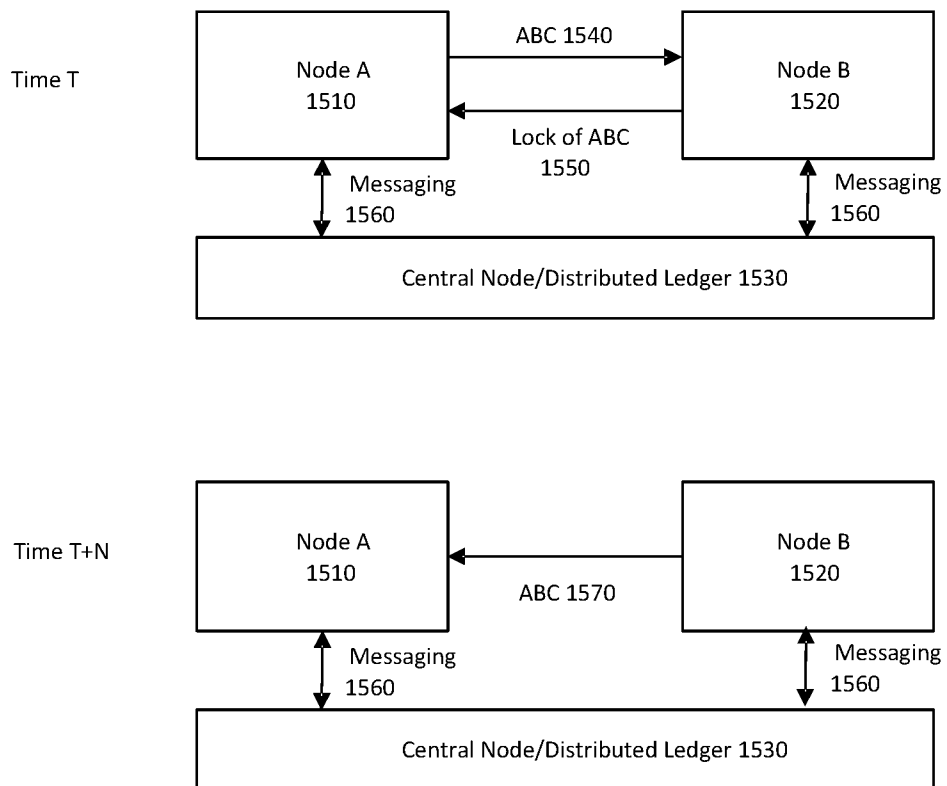 ABC 1540
Time T
Node A
1510
Node B
1520
Lock of ABC
1550
Messaging
1560
Messaging
1560
Central Node/Distributed Ledger 1530
Time T+N
Node A
1510
Node B
1520
ABC 1570
Messaging
1560
Messaging
1560
Central Node/Distributed Ledger 1530